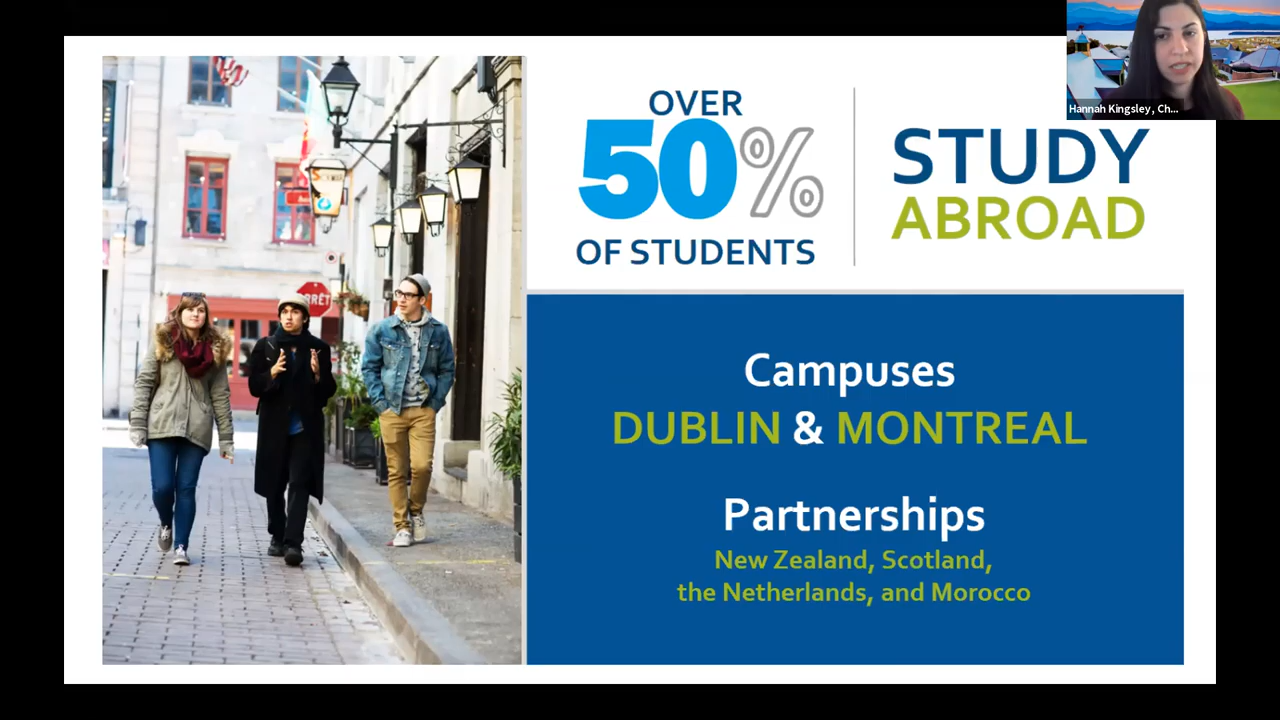 Hannah Kingsley, Ch...
OVER
50%
OF STUDENTS
STUDY
ABROAD
ARRÊT
Campuses
DUBLIN & MONTREAL
Partnerships
New Zealand, Scotland,
the Netherlands, and Morocco